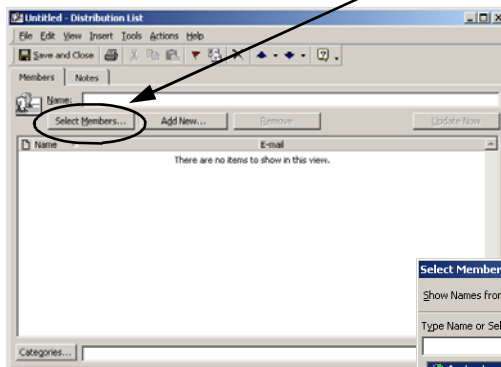 Untitled - Distribution List
File Edit View Insert Tools Actions Help
Save and Close
Members Notes
Name:
Select Members... Add New... Remove Update Now
Name E-mail
There are no items to show in this view.
Select Member
Show Names from
Type Name or Sel
Categories...